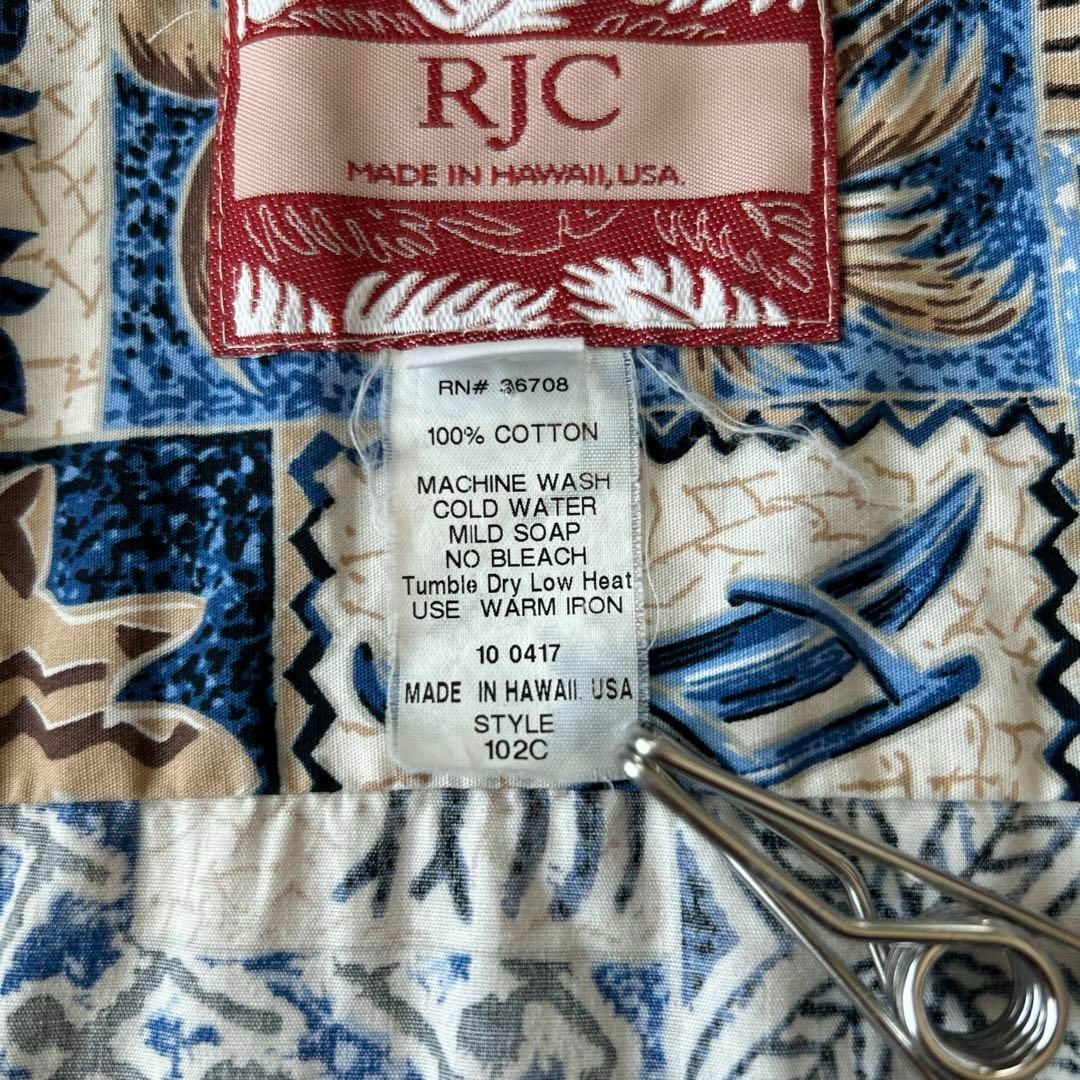 RJC
MADE IN HAWAII, USA.
RN# 36708
100% COTTON
MACHINE WASH
COLD WATER
MILD SOAP
NO BLEACH
Tumble Dry Low Heat
USE WARM IRON
10 0417
MADE IN HAWAII USA
STYLE
102C